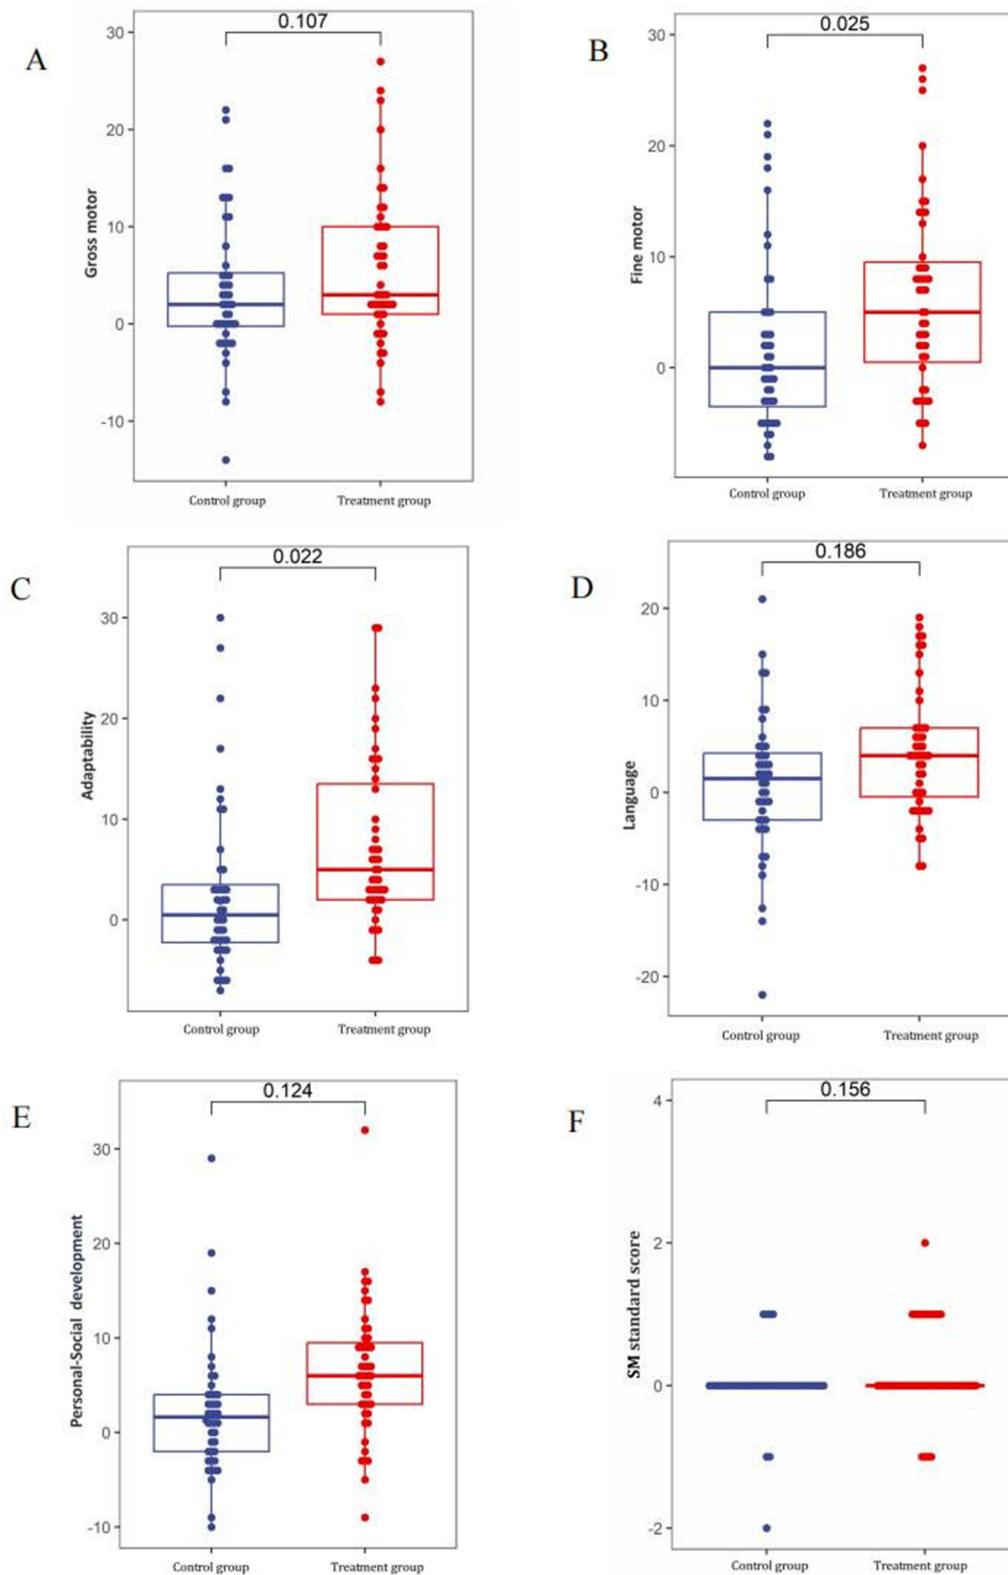 A
0.107
30
20
10
0
-10
Gross motor
Control group
Treatment group
B
0.025
30
20
10
0
Fine motor
Control group
Treatment group
C
0.022
30
20
10
0
Adaptability
Control group
Treatment group
D
0.186
20
10
0
-10
-20
Language
Control group
Treatment group
E
0.124
30
20
10
0
-10
Personal-Social development
Control group
Treatment group
F
0.156
4
2
0
-2
SM standard score
Control group
Treatment group